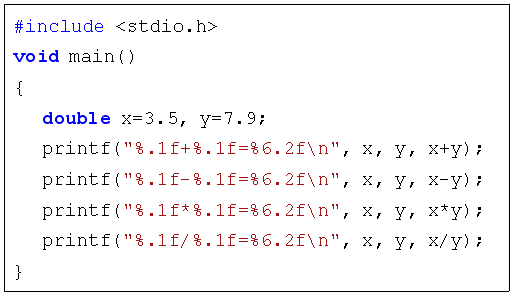 #include <stdio.h>
void main()
{
double x=3.5, y=7.9;
printf("%.1f+%.1f=%6.2f\n", x, y, x+y);
printf("%.1f-%.1f=%6.2f\n", x, y, x-y);
printf("%.1f*%.1f=%6.2f\n", x, y, x*y);
printf("%.1f/%.1f=%6.2f\n", x, y, x/y);
}